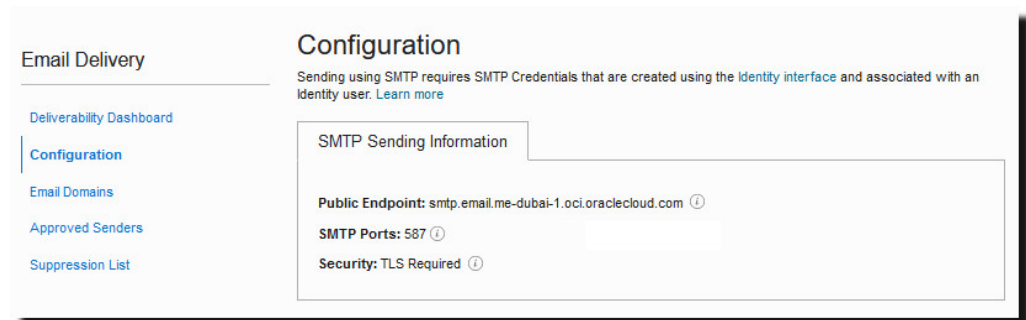 Email Delivery
Deliverability Dashboard
Configuration
Email Domains
Approved Senders
Suppression List
Configuration
Sending using SMTP requires SMTP Credentials that are created using the Identity interface and associated with an
Identity user. Learn more
SMTP Sending Information
Public Endpoint: smtp.email.me-dubai-1.oci.oraclecloud.com
SMTP Ports: 587
Security: TLS Required